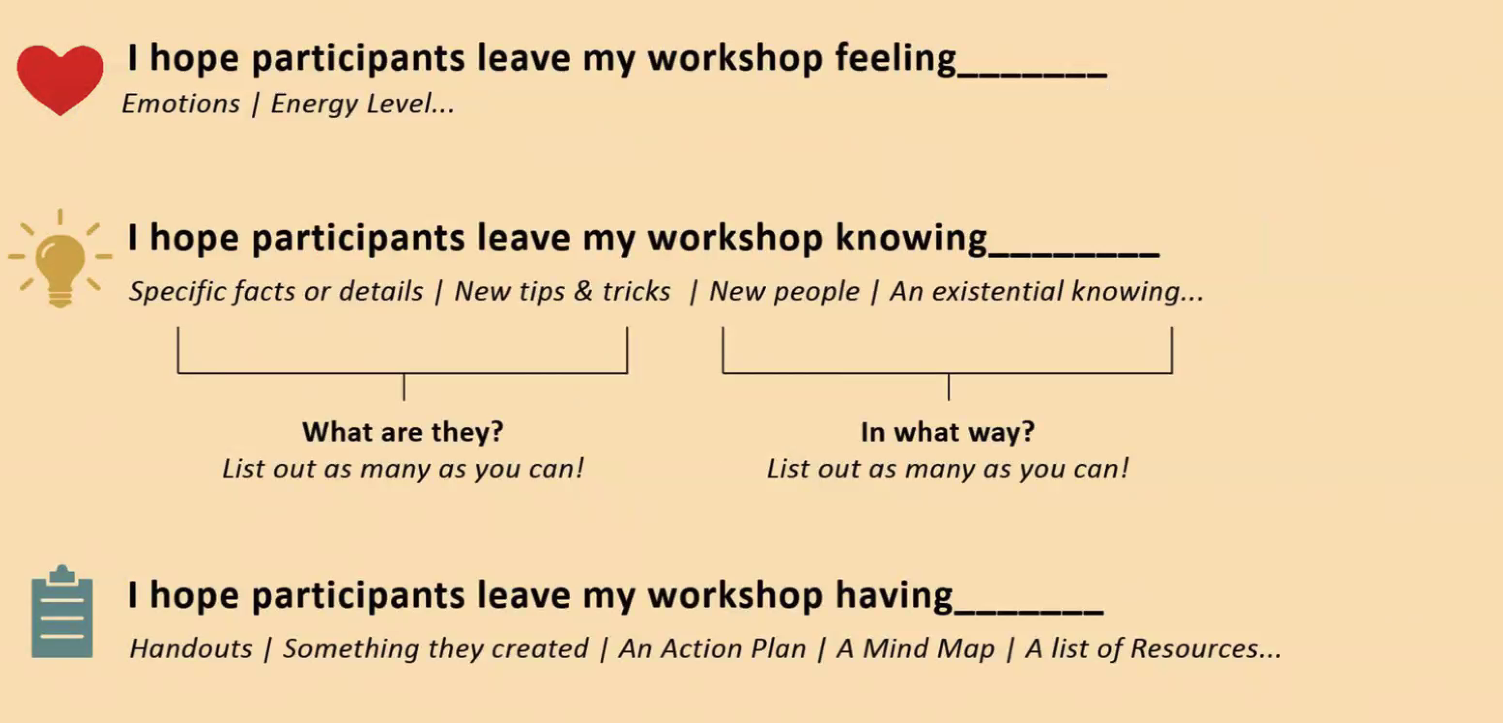 I hope participants leave my workshop feeling_______
Emotions | Energy Level...
I hope participants leave my workshop knowing________
Specific facts or details | New tips & tricks | New people | An existential knowing...
What are they?
List out as many as you can!
In what way?
List out as many as you can!
I hope participants leave my workshop having_______
Handouts | Something they created | An Action Plan | A Mind Map | A list of Resources...